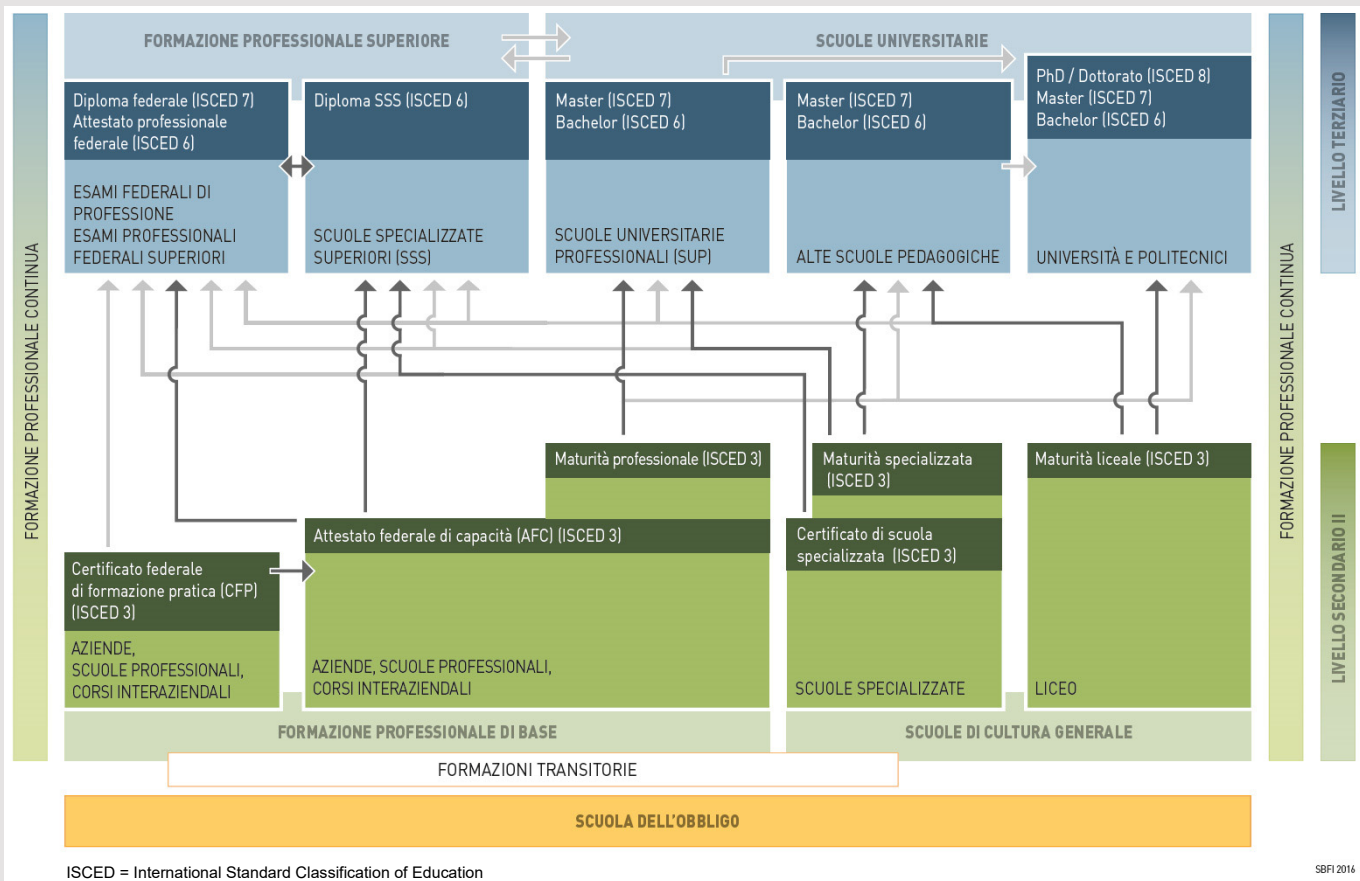 FORMAZIONE PROFESSIONALE SUPERIORE
SCUOLE UNIVERSITARIE
Diploma federale (ISCED 7)
Attestato professionale
federale (ISCED 6)
ESAMI FEDERALI DI
PROFESSIONE
ESAMI PROFESSIONALI
FEDERALI SUPERIORI
Diploma SSS (ISCED 6)
SCUOLE SPECIALIZZATE
SUPERIORI (SSS)
Master (ISCED 7)
Bachelor (ISCED 6)
SCUOLE UNIVERSITARIE
PROFESSIONALI (SUP)
Master (ISCED 7)
Bachelor (ISCED 6)
ALTE SCUOLE PEDAGOGICHE
PhD / Dottorato (ISCED 8)
Master (ISCED 7)
Bachelor (ISCED 6)
UNIVERSITÀ E POLITECNICI
FORMAZIONE PROFESSIONALE CONTINUA
FORMAZIONE PROFESSIONALE CONTINUA
LIVELLO TERZIARIO
LIVELLO SECONDARIO II
Maturità professionale (ISCED 3)
Maturità specializzata
(ISCED 3)
Maturità liceale (ISCED 3)
Attestato federale di capacità (AFC) (ISCED 3)
Certificato di scuola
specializzata (ISCED 3)
Certificato federale
di formazione pratica (CFP)
(ISCED 3)
AZIENDE,
SCUOLE PROFESSIONALI,
CORSI INTERAZIENDALI
AZIENDE, SCUOLE PROFESSIONALI,
CORSI INTERAZIENDALI
SCUOLE SPECIALIZZATE
LICEO
FORMAZIONE PROFESSIONALE DI BASE
SCUOLE DI CULTURA GENERALE
FORMAZIONI TRANSITORIE
SCUOLA DELL'OBBLIGO
ISCED = International Standard Classification of Education
SBFI 2016